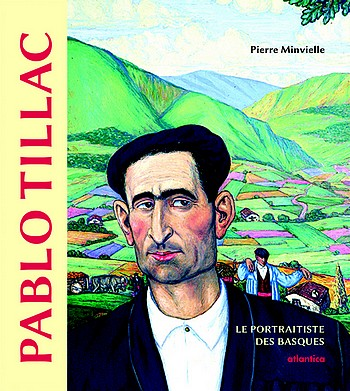 PABLO TILLAC
Pierre Minvielle
LE PORTRAITISTE
DES BASQUES
atlantica